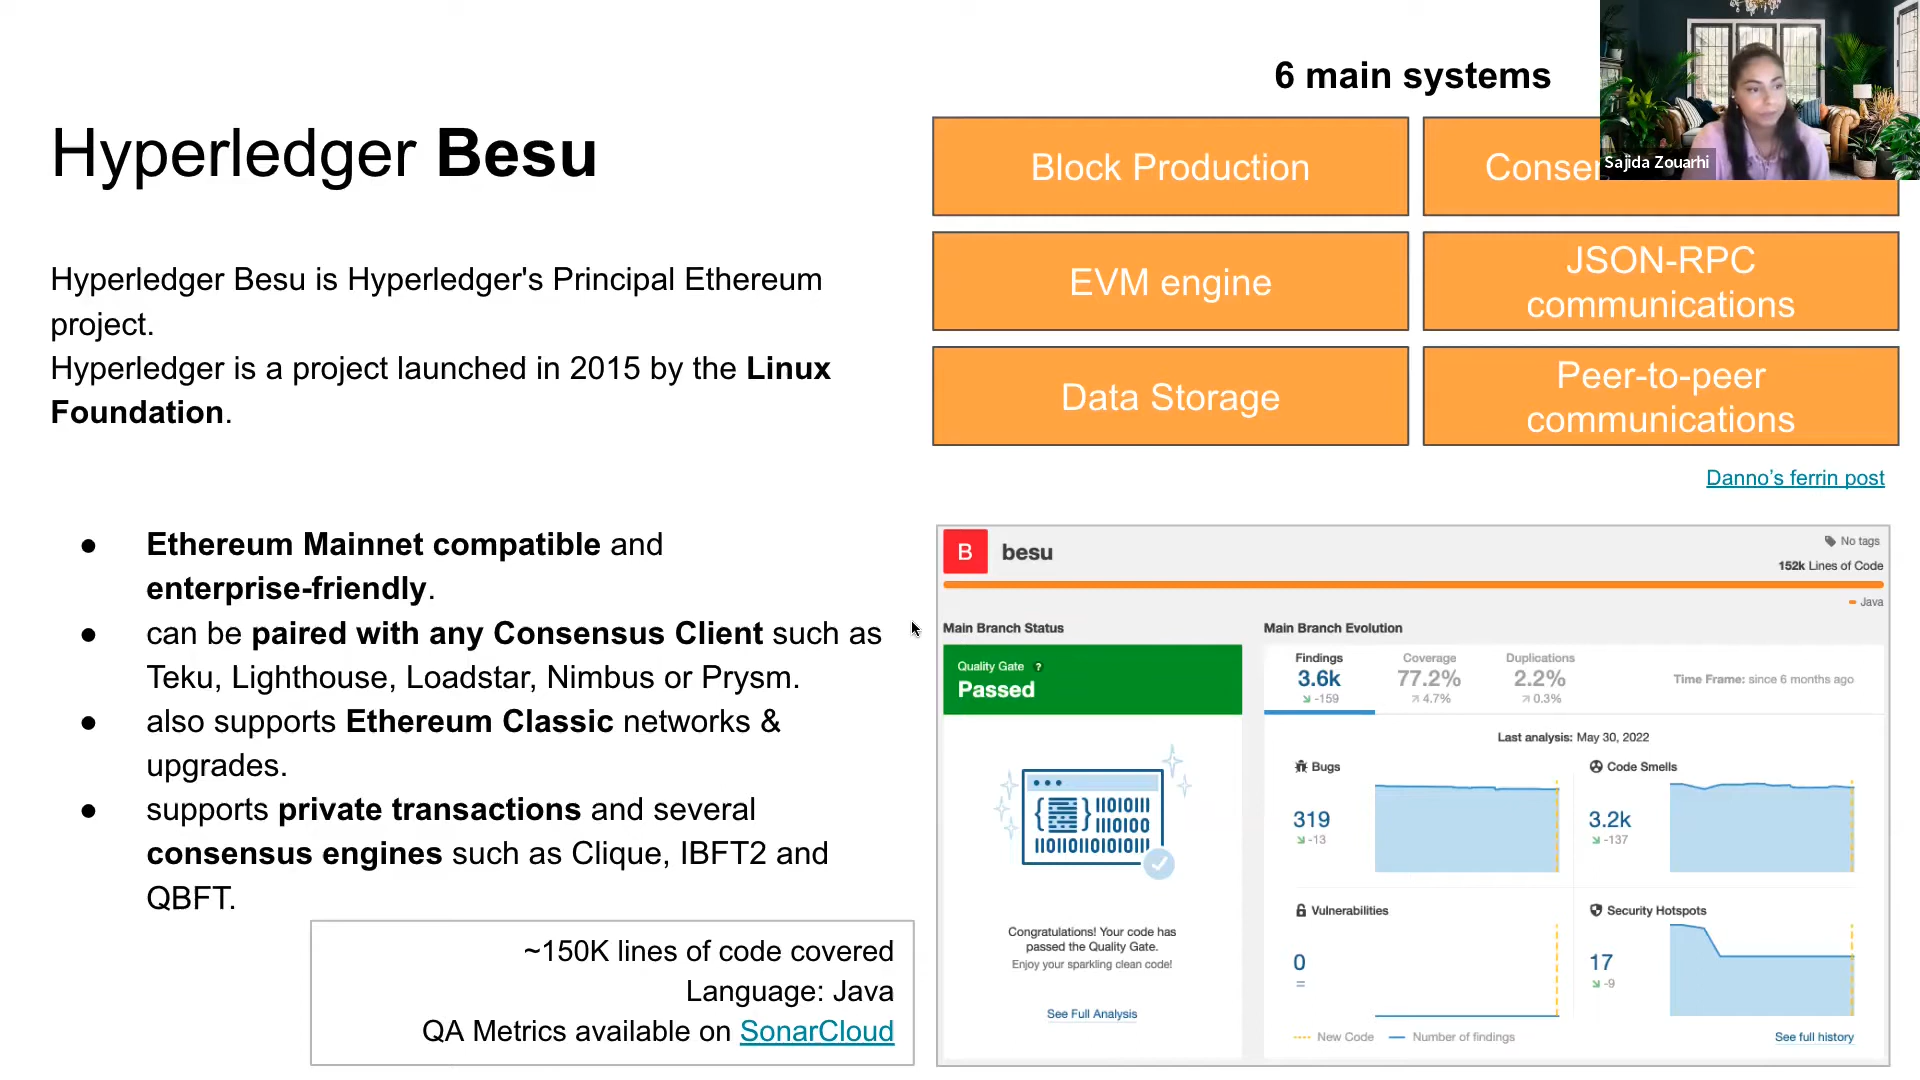 6 main systems
Hyperledger Besu
Block Production
Sajida Zouarhi
EVM engine
JSON-RPC
communications
Data Storage
Peer-to-peer
communications
Danno's ferrin post
Hyperledger Besu is Hyperledger's Principal Ethereum
project.
Hyperledger is a project launched in 2015 by the Linux
Foundation.
● Ethereum Mainnet compatible and
enterprise-friendly.
● can be paired with any Consensus Client such as
Teku, Lighthouse, Loadstar, Nimbus or Prysm.
● also supports Ethereum Classic networks &
upgrades.
● supports private transactions and several
consensus engines such as Clique, IBFT2 and
QBFT.
~150K lines of code covered
Language: Java
QA Metrics available on SonarCloud
B besu
No tags
152k Lines of Code
Java
Main Branch Status
Quality Gate ?
Passed
Congratulations! Your code has
passed the Quality Gate.
Enjoy your sparkling clean code!
See Full Analysis
Main Branch Evolution
Findings Coverage Duplications
3.6k 77.2% 2.2%
-159 4.7% 0.3%
Time Frame: since 6 months ago
Last analysis: May 30, 2022
Bugs
319
-13
Code Smells
3.2k
-137
Vulnerabilities
0
=
Security Hotspots
17
-9
New Code Number of findings
See full history